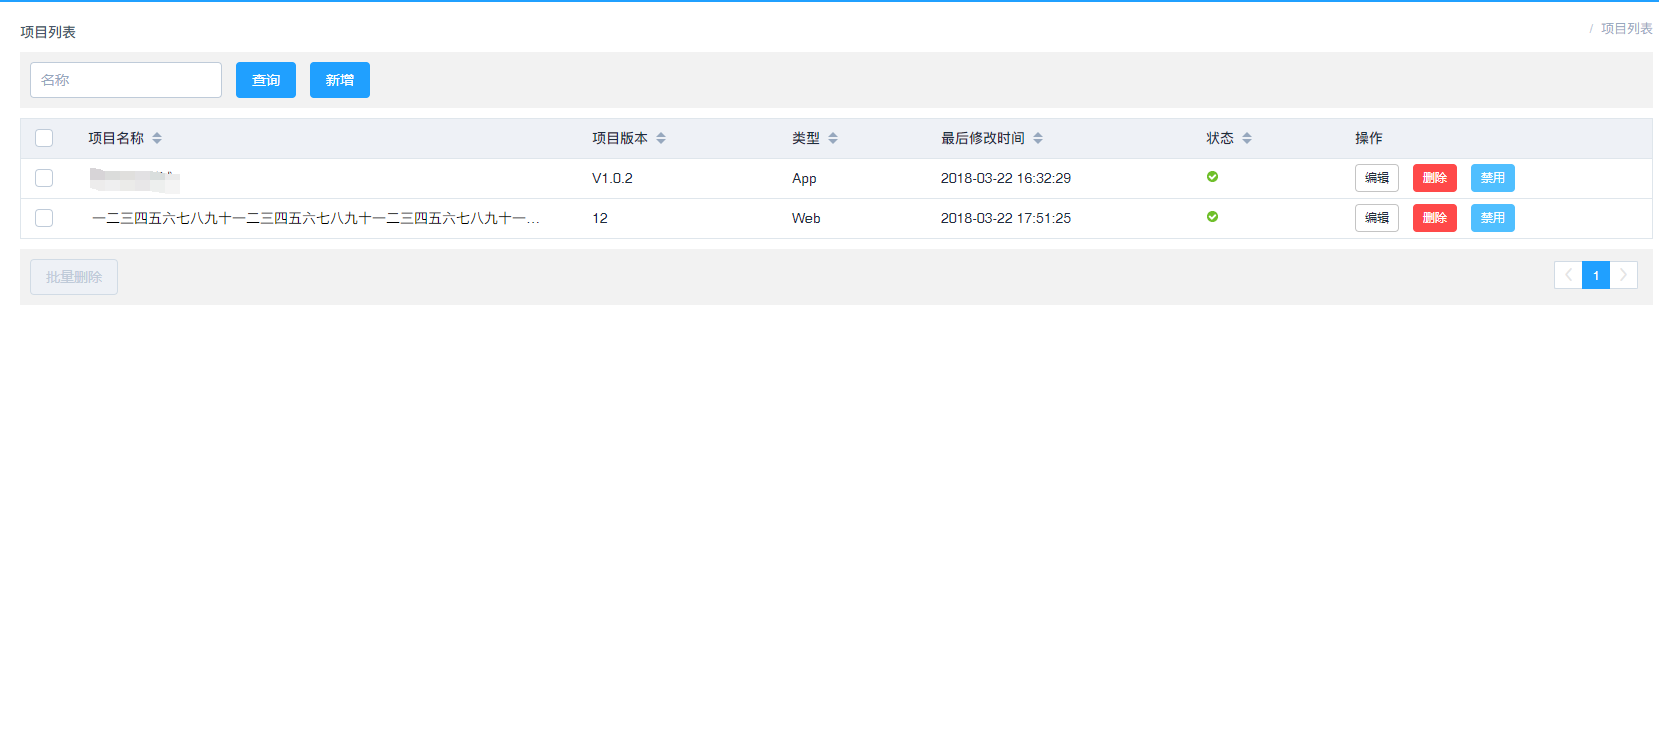 项目列表
/ 项目列表
名称 查询 新增
项目名称 项目版本 类型 最后修改时间 状态 操作
V1.0.2 App 2018-03-22 16:32:29 编辑 删除 禁用
一二三四五六七八九十一二三四五六七八九十一二三四五六七八九十一... 12 Web 2018-03-22 17:51:25 编辑 删除 禁用
批量删除 1